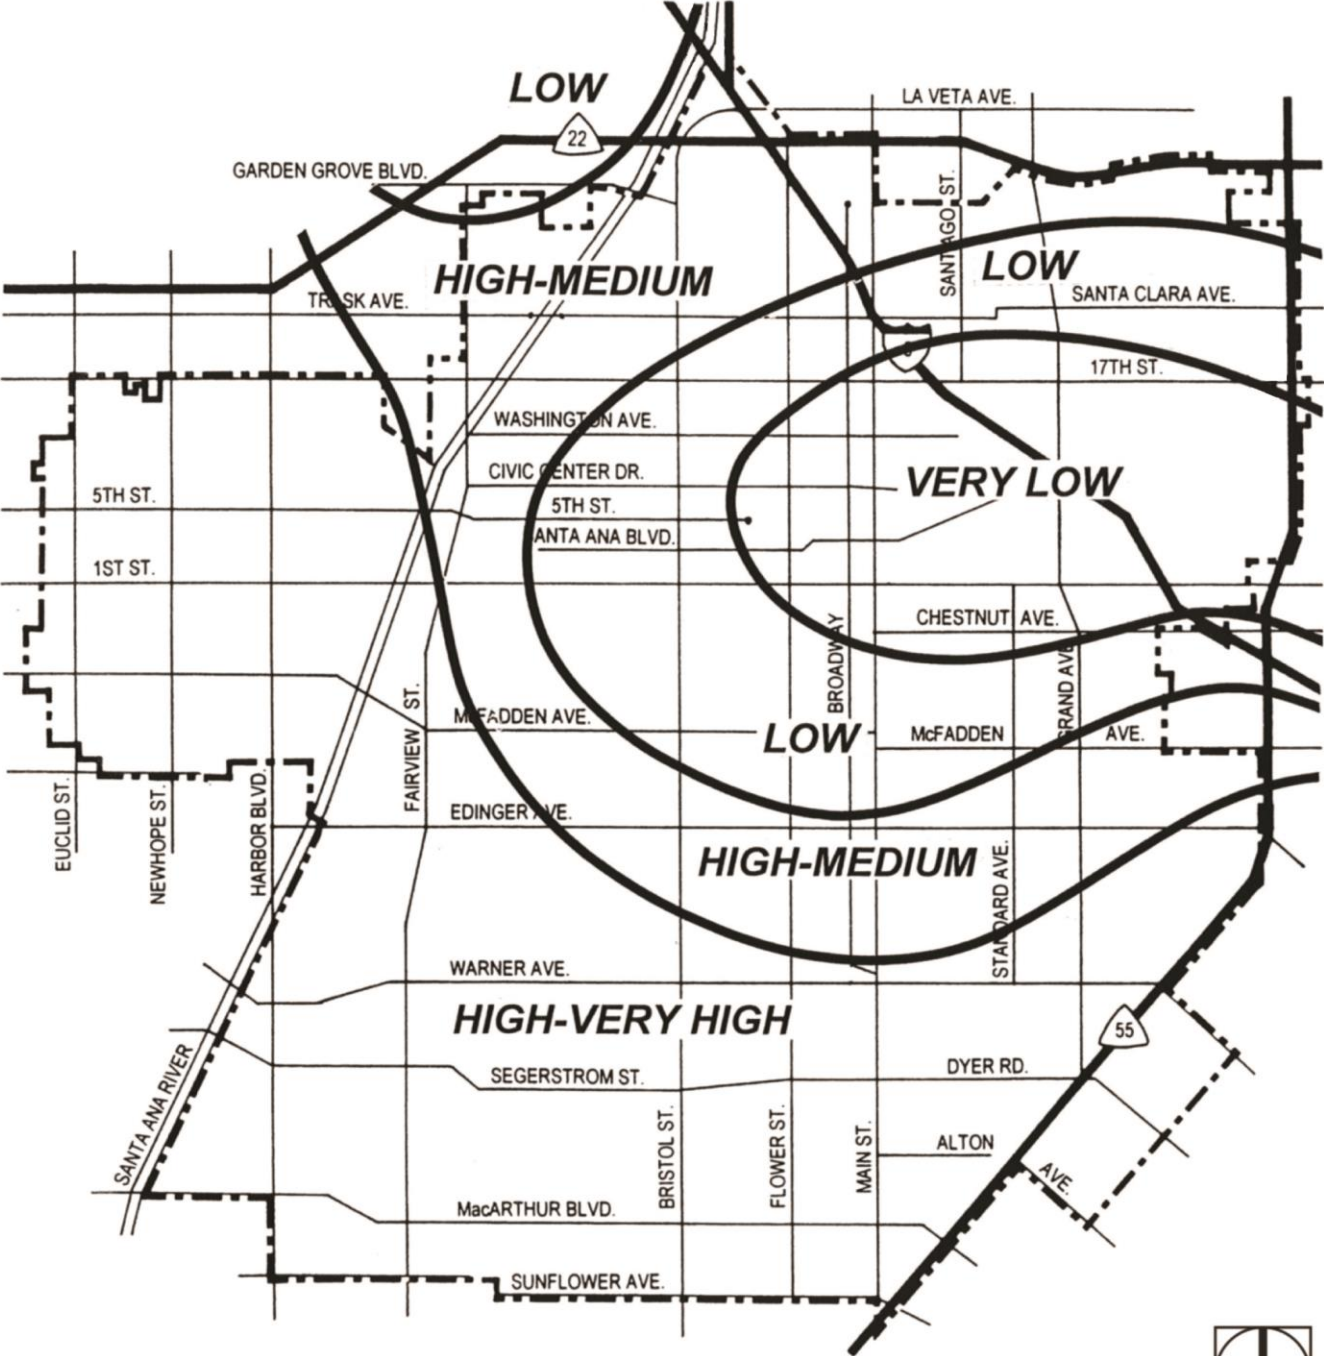 LOW
LA VETA AVE.
22
GARDEN GROVE BLVD.
SANTIAGO ST.
LOW
HIGH-MEDIUM
SANTA CLARA AVE.
TRASK AVE.
17TH ST.
WASHINGTON AVE.
CIVIC CENTER DR.
VERY LOW
5TH ST.
5TH ST.
ANTA ANA BLVD.
1ST ST.
CHESTNUT AVE.
BROADWAY
GRAND AVE.
FAIRVIEW ST.
McFADDEN AVE.
LOW
McFADDEN AVE.
EUCLID ST.
NEWHOPE ST.
HARBOR BLVD.
EDINGER AVE.
HIGH-MEDIUM
STANDARD AVE.
WARNER AVE.
HIGH-VERY HIGH
55
SANTA ANA RIVER
SEGERSTROM ST.
DYER RD.
BRISTOL ST.
FLOWER ST.
MAIN ST.
ALTON AVE.
MacARTHUR BLVD.
SUNFLOWER AVE.